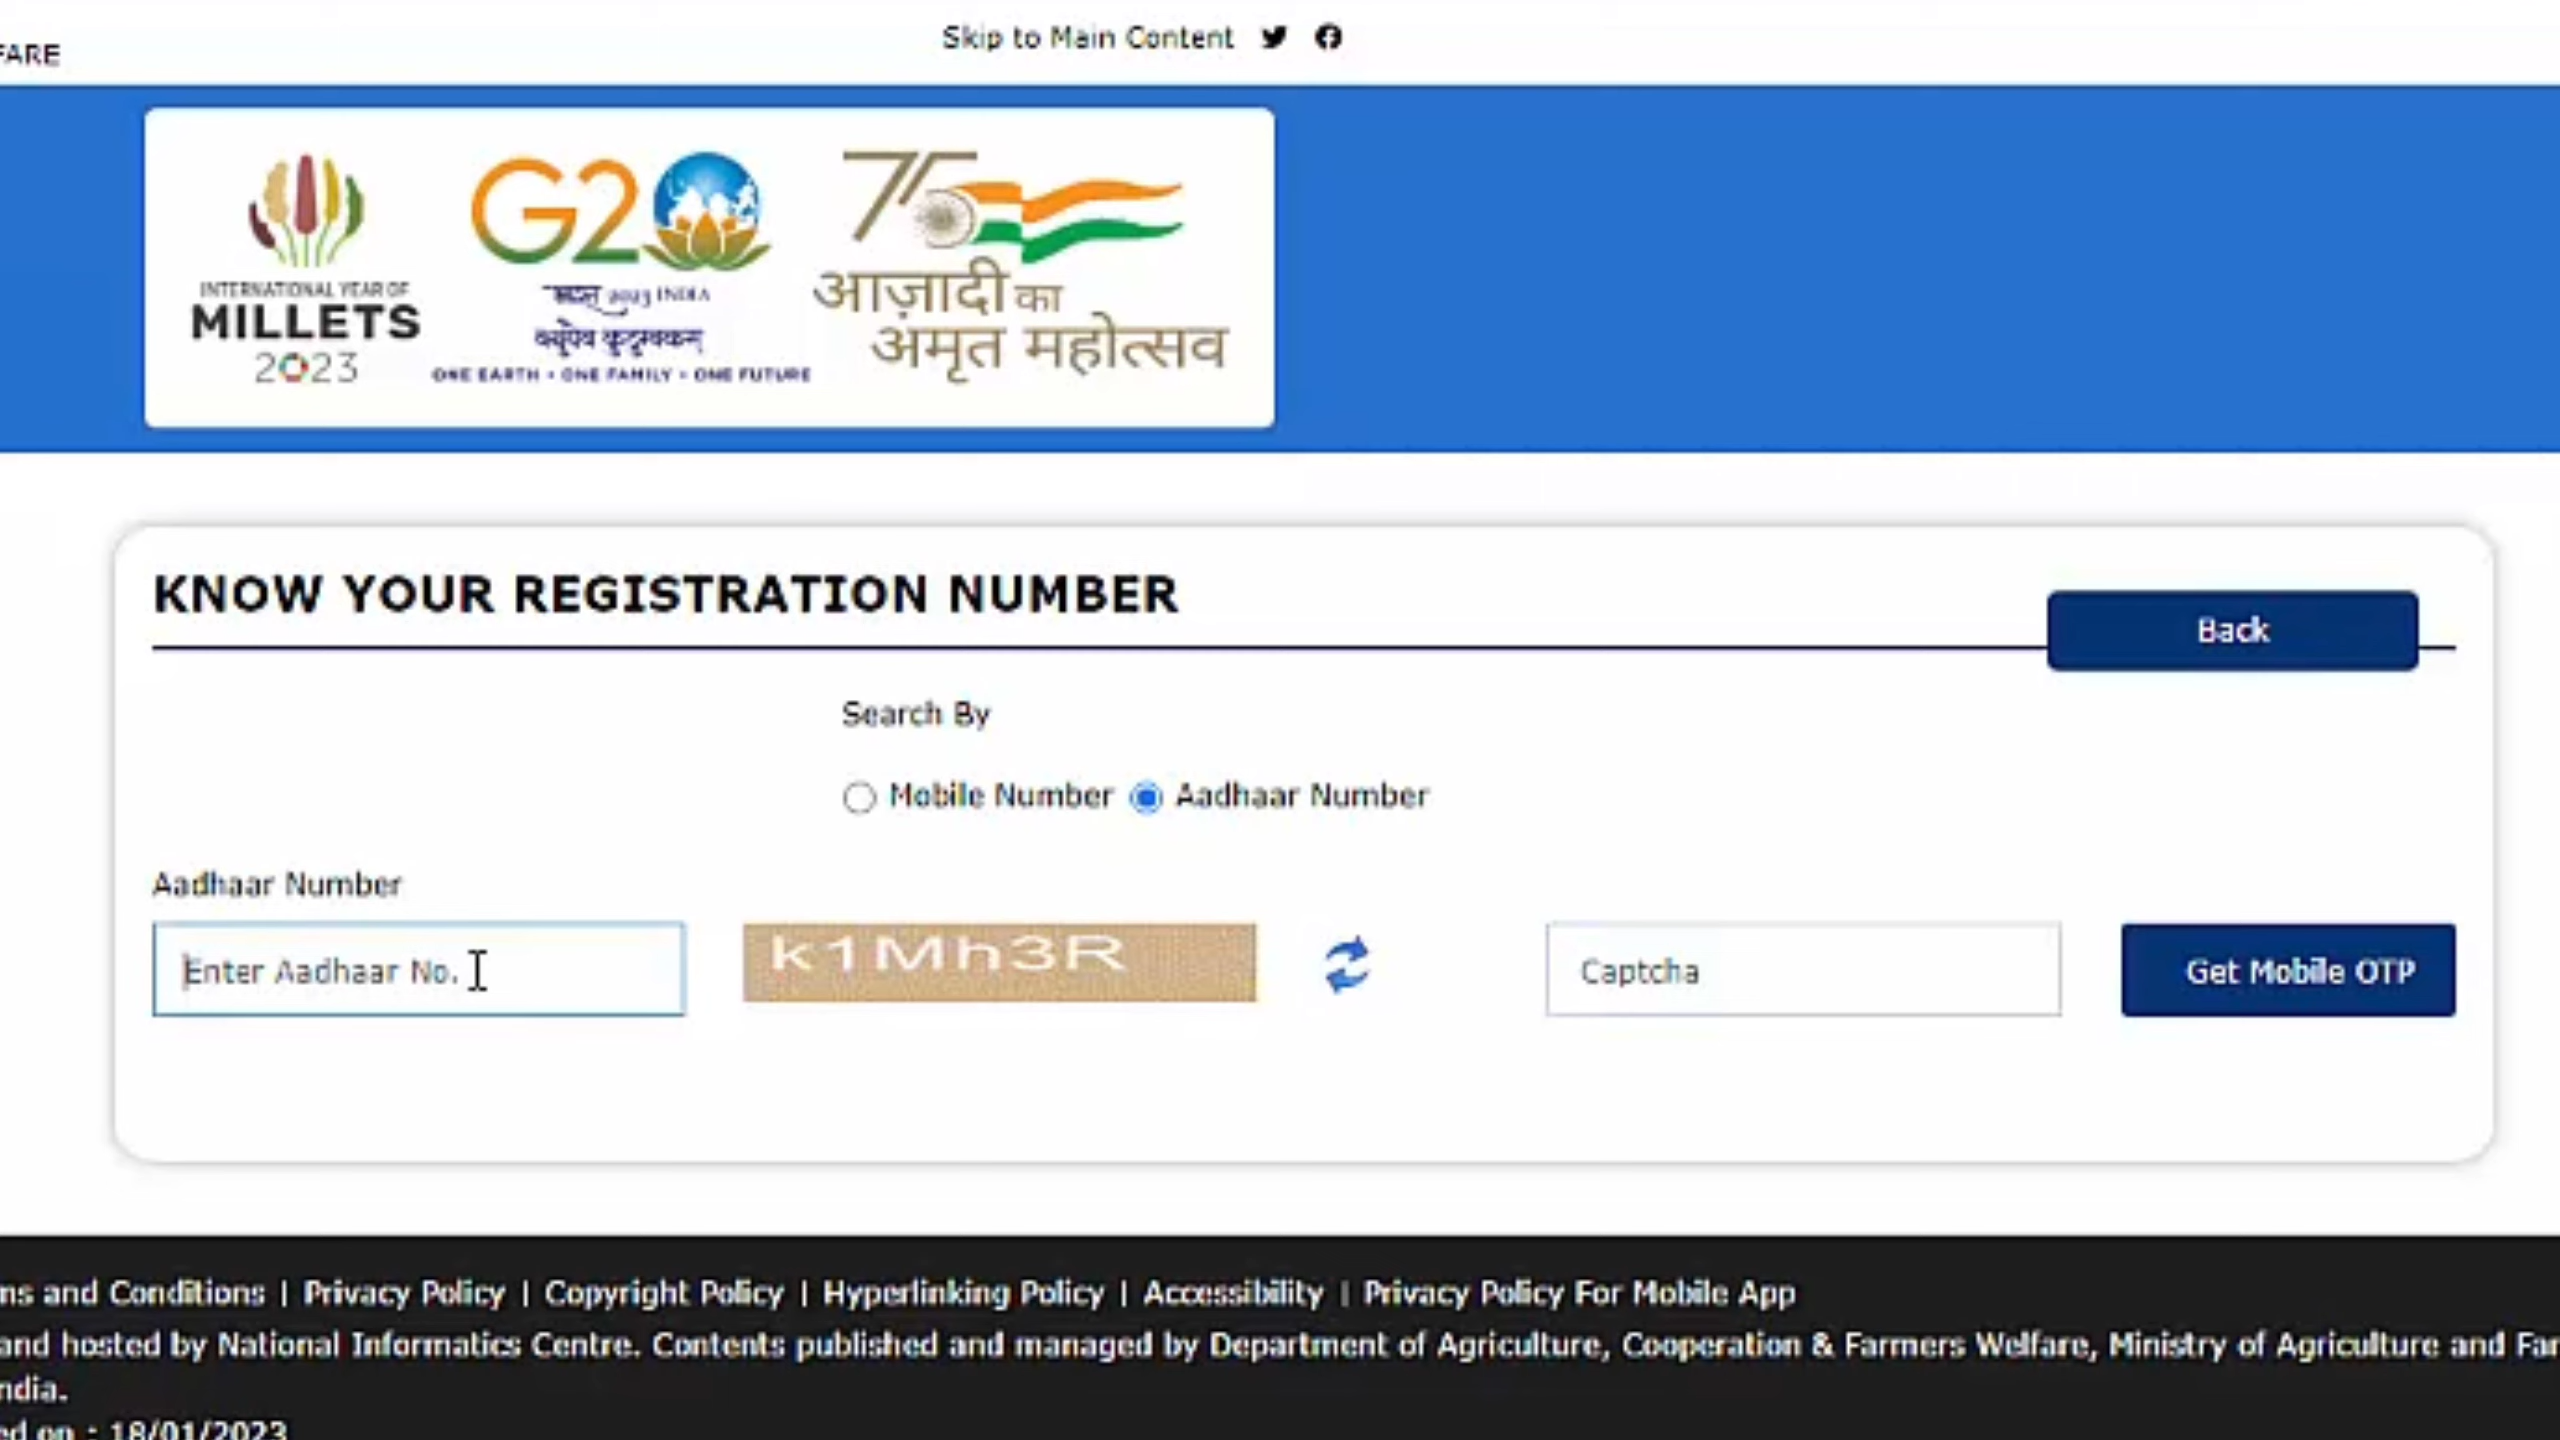 FARE
Skip to Main Content
INTERNATIONAL YEAR OF
MILLETS
2023
G20
2023 INDIA
ONE EARTH • ONE FAMILY • ONE FUTURE
75
आज़ादी का
अमृत महोत्सव
KNOW YOUR REGISTRATION NUMBER
Back
Search By
Mobile Number Aadhaar Number
Aadhaar Number
Enter Aadhaar No.
k1Mh3R
Captcha
Get Mobile OTP
ms and Conditions | Privacy Policy | Copyright Policy | Hyperlinking Policy | Accessibility | Privacy Policy For Mobile App
and hosted by National Informatics Centre. Contents published and managed by Department of Agriculture, Cooperation & Farmers Welfare, Ministry of Agriculture and Far
ndia.
ed on : 18/01/2023